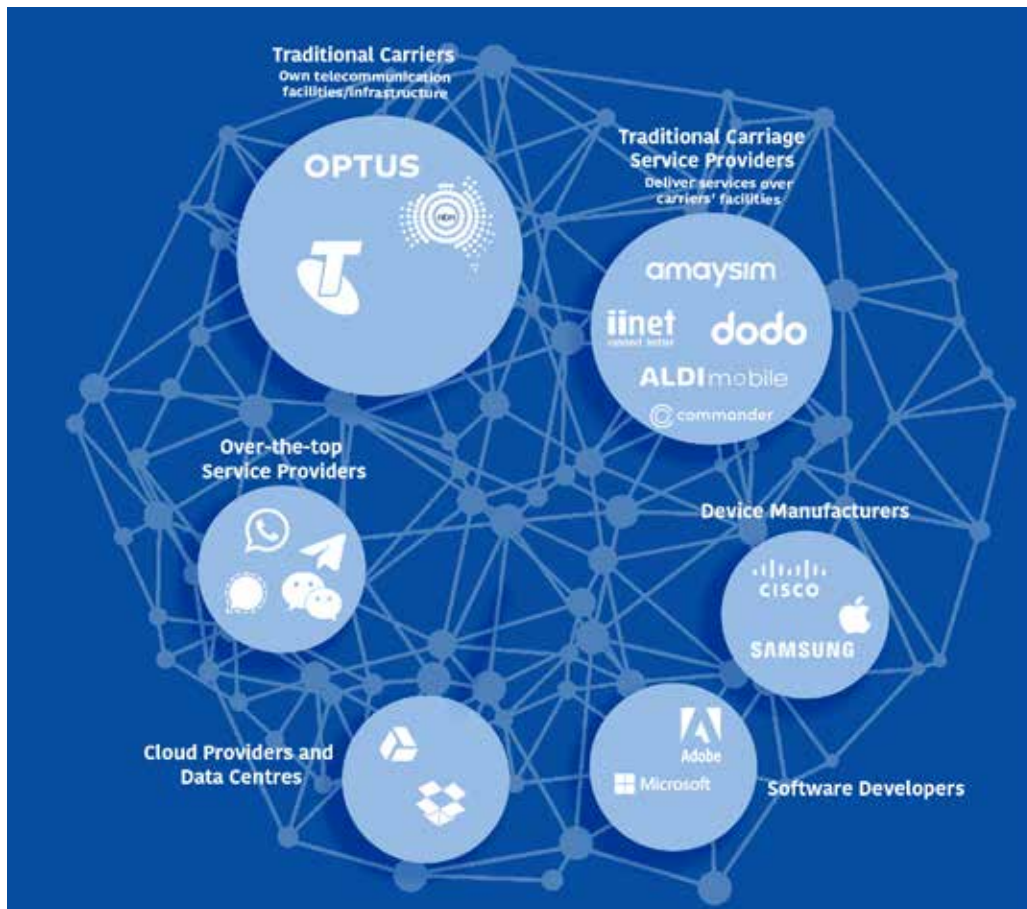 Traditional Carriers
Own telecommunication
facilities/infrastructure
OPTUS
nbn
Traditional Carriage
Service Providers
Deliver services over
carriers' facilities
amaysim
iinet
connect better
dodo
ALDImobile
commander
Over-the-top
Service Providers
Device Manufacturers
CISCO
SAMSUNG
Cloud Providers and
Data Centres
Adobe
Microsoft
Software Developers